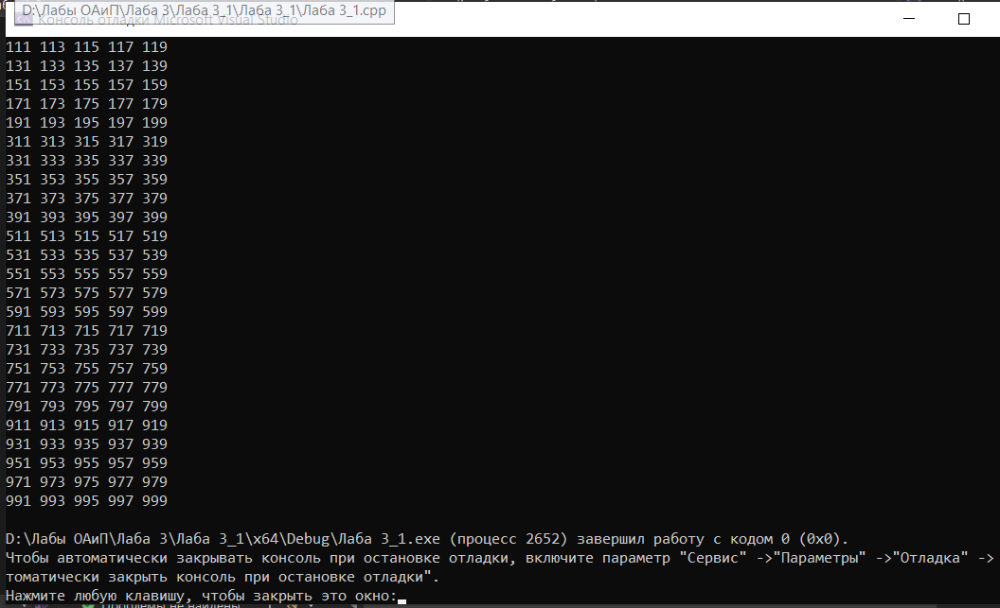 D:\Лабы ОАиП\Лаба 3\Лаба 3_1\Лаба 3_1\Лаба 3_1.cpp
Консоль отладки Microsoft Visual Studio
111 113 115 117 119
131 133 135 137 139
151 153 155 157 159
171 173 175 177 179
191 193 195 197 199
311 313 315 317 319
331 333 335 337 339
351 353 355 357 359
371 373 375 377 379
391 393 395 397 399
511 513 515 517 519
531 533 535 537 539
551 553 555 557 559
571 573 575 577 579
591 593 595 597 599
711 713 715 717 719
731 733 735 737 739
751 753 755 757 759
771 773 775 777 779
791 793 795 797 799
911 913 915 917 919
931 933 935 937 939
951 953 955 957 959
971 973 975 977 979
991 993 995 997 999
D:\Лабы ОАиП\Лаба 3\Лаба 3_1\x64\Debug\Лаба 3_1.exe (процесс 2652) завершил работу с кодом 0 (0x0).
Чтобы автоматически закрывать консоль при остановке отладки, включите параметр "Сервис" ->"Параметры" ->"Отладка" ->
томатически закрыть консоль при остановке отладки".
Нажмите любую клавишу, чтобы закрыть это окно: